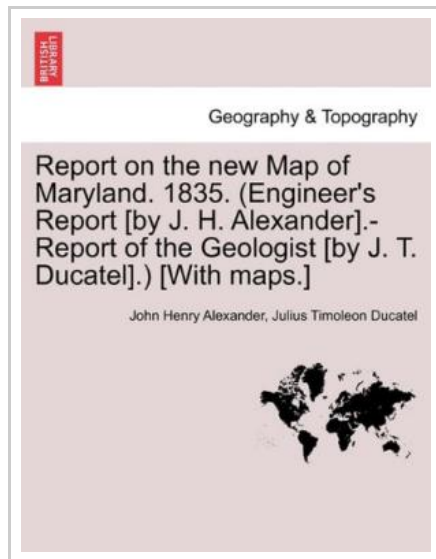 BRITISH
LIBRARY
Geography & Topography
Report on the new Map of
Maryland. 1835. (Engineer's
Report [by J. H. Alexander].-
Report of the Geologist [by J. T.
Ducatel].) [With maps.]
John Henry Alexander, Julius Timoleon Ducatel